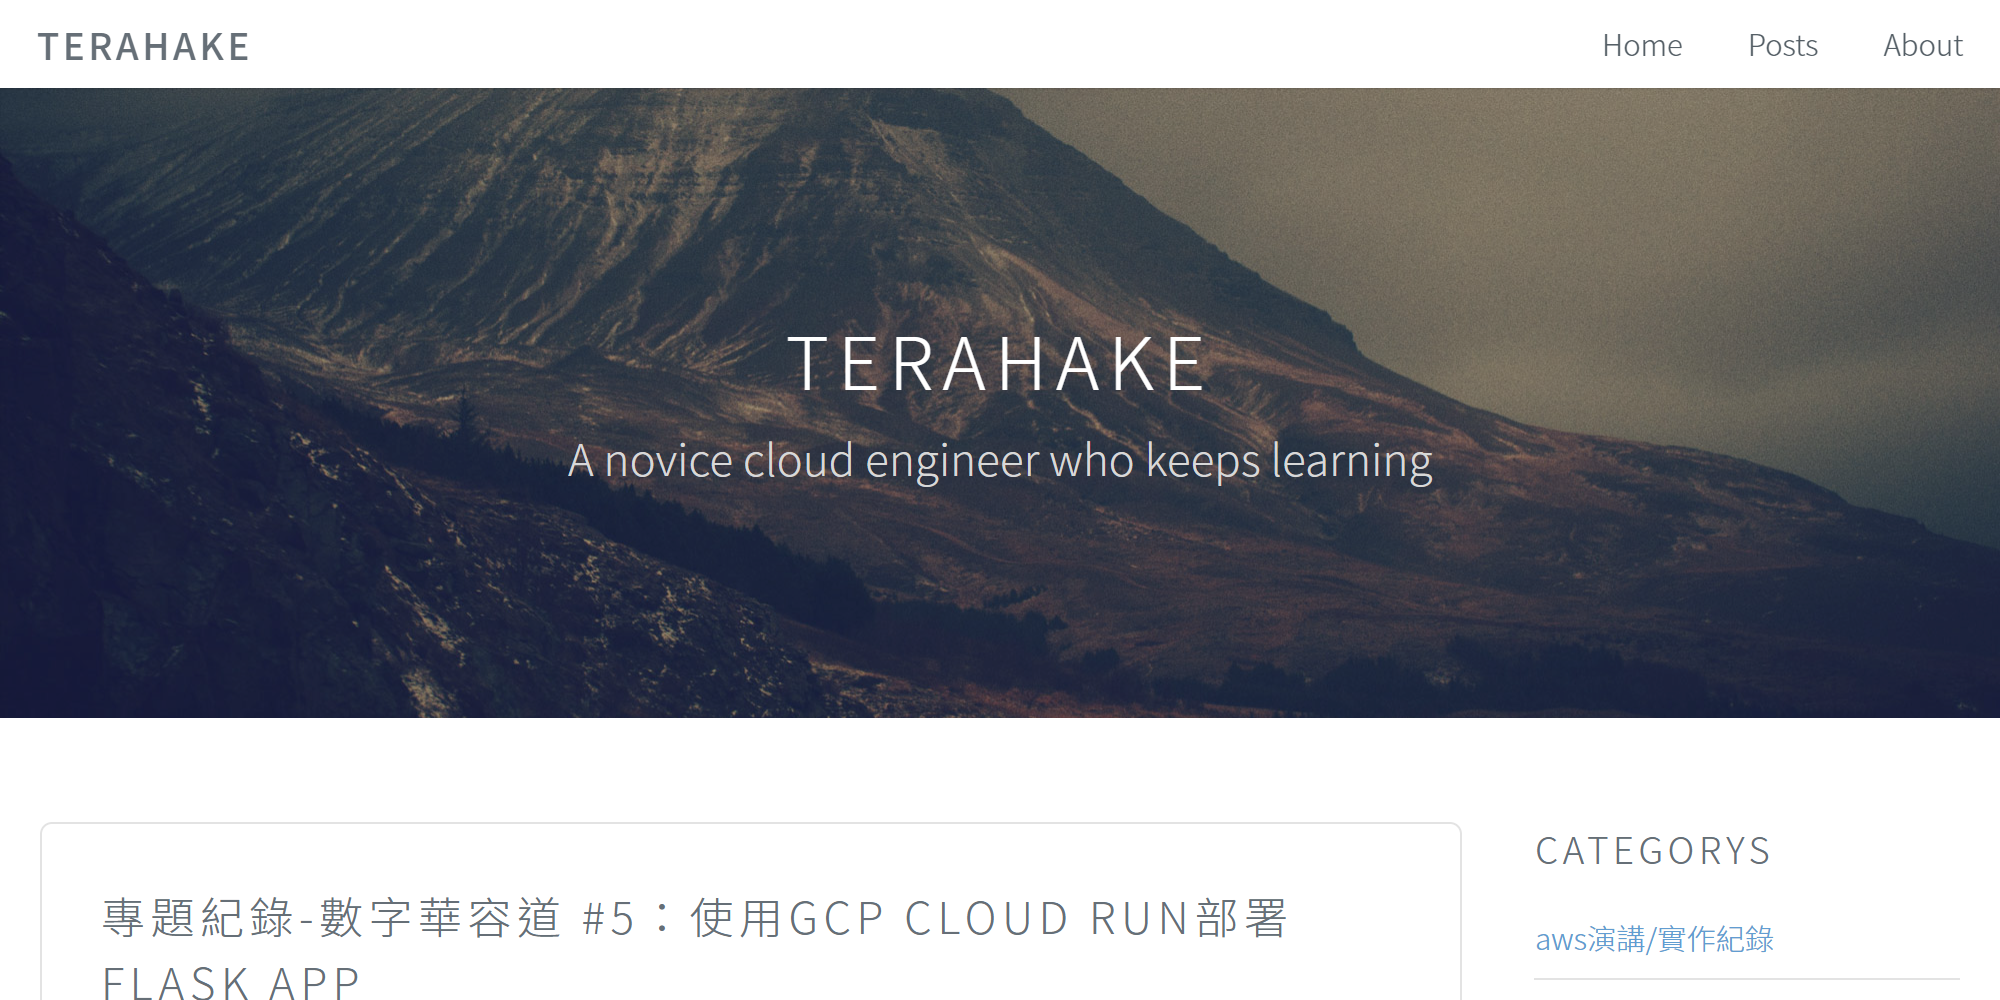 TERAHAKE
Home Posts About
TERAHAKE
A novice cloud engineer who keeps learning
專題紀錄-數字華容道 #5：使用GCP CLOUD RUN部署
FLASK APP
CATEGORYS
aws演講/實作紀錄